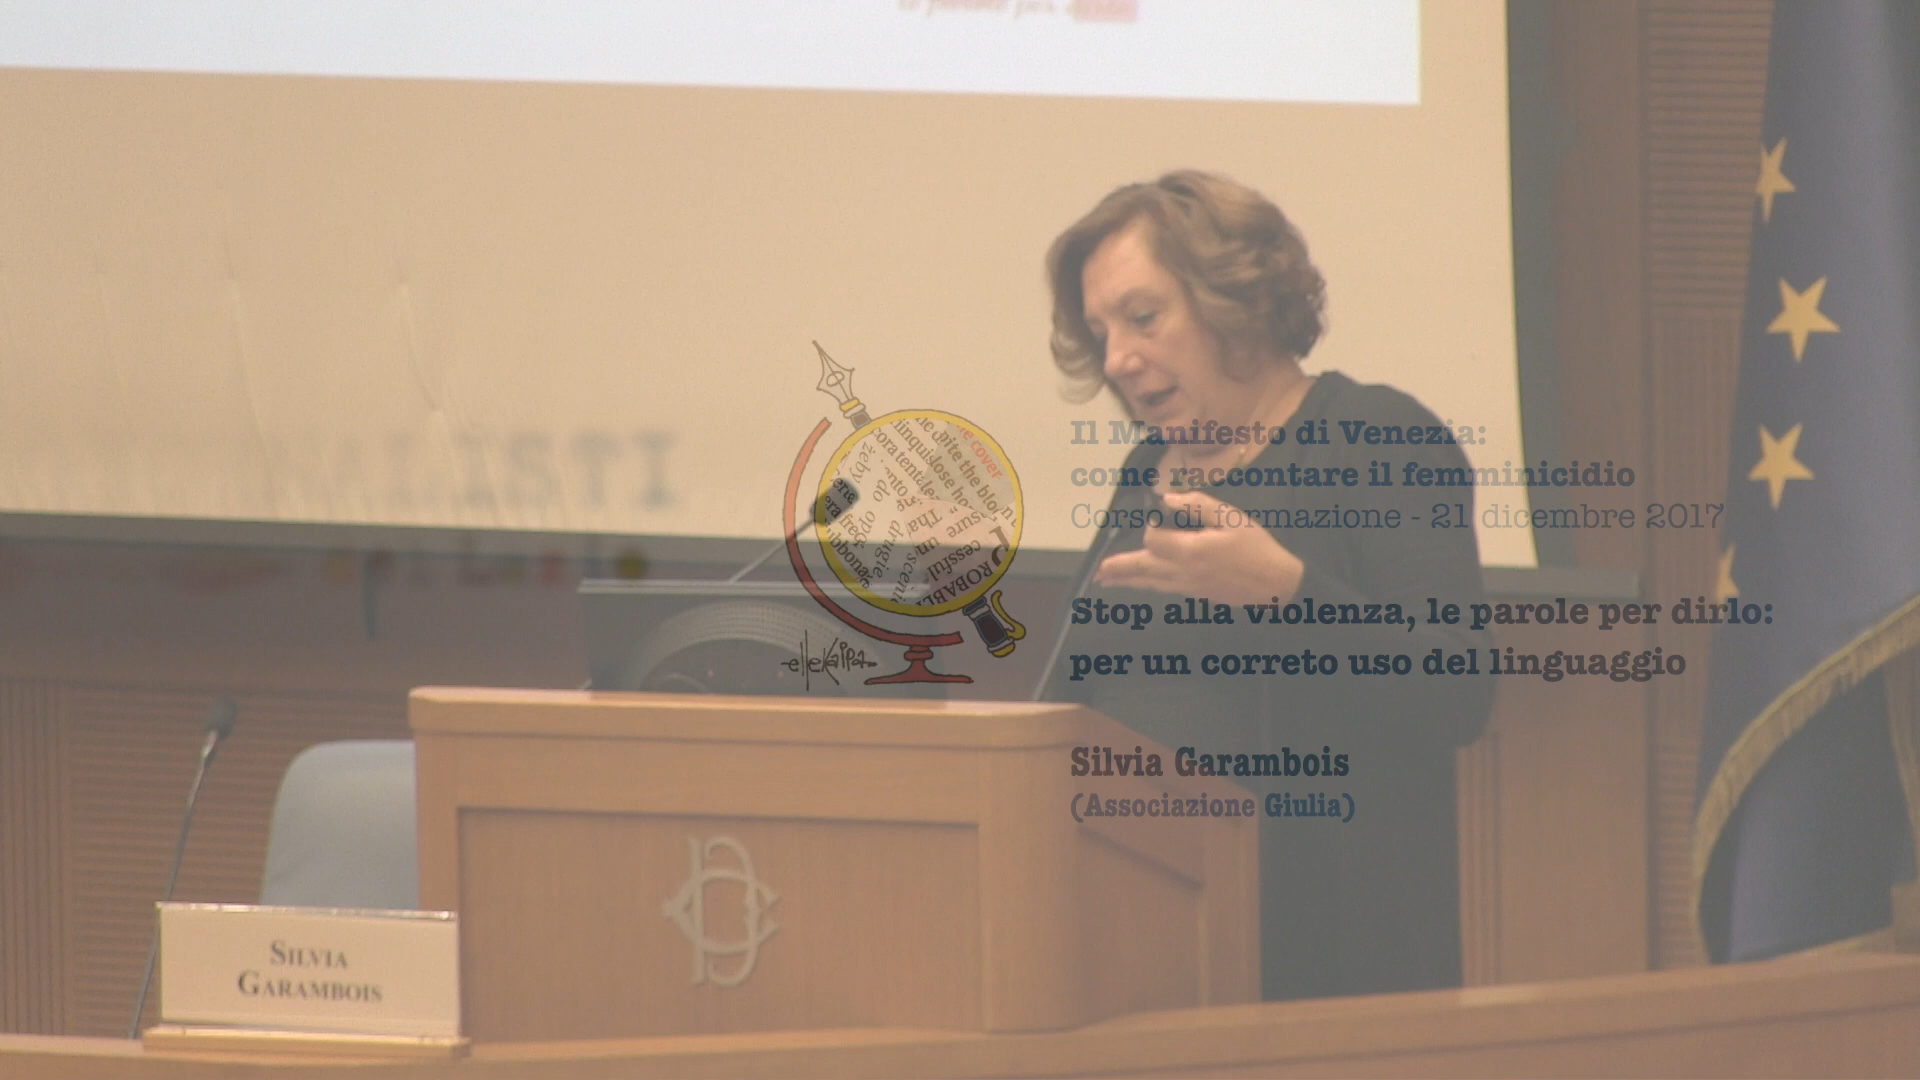 Il Manifesto di Venezia:
come raccontare il femminicidio
Corso di formazione - 21 dicembre 2017
Stop alla violenza, le parole per dirlo:
per un correto uso del linguaggio
Silvia Garambois
(Associazione Giulia)
elleKappa
SILVIA
GARAMBOIS